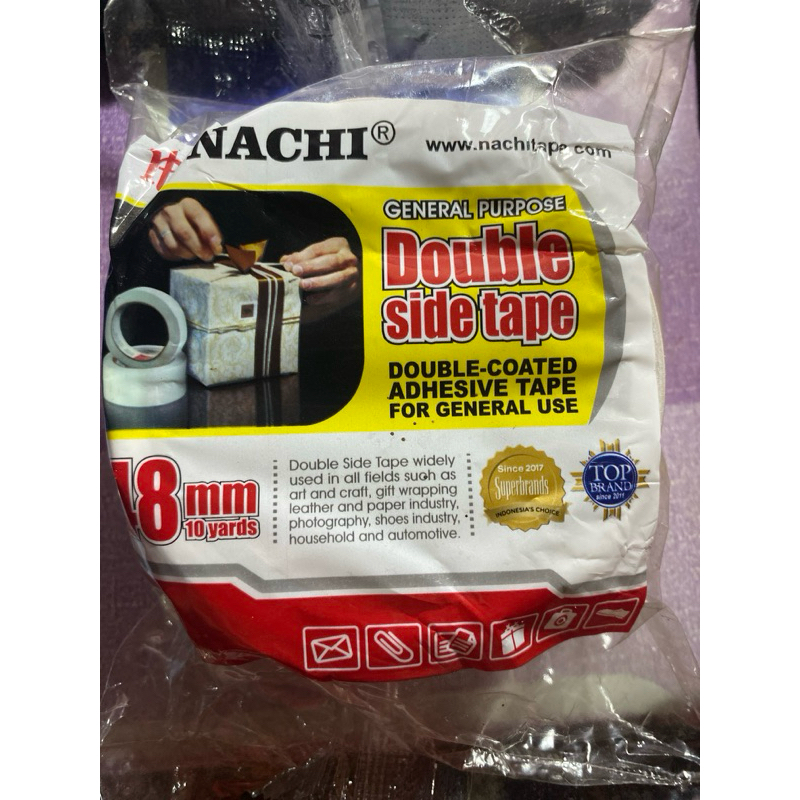 NACHI®
www.nachitape.com
GENERAL PURPOSE
Double
side tape
DOUBLE-COATED
ADHESIVE TAPE
FOR GENERAL USE
48 mm
10 yards
Double Side Tape widely
used in all fields such as
art and craft, gift wrapping
leather and paper industry,
photography, shoes industry,
household and automotive.
Since 2017
Superbrands
INDONESIA'S CHOICE
TOP
BRAND
since 2011